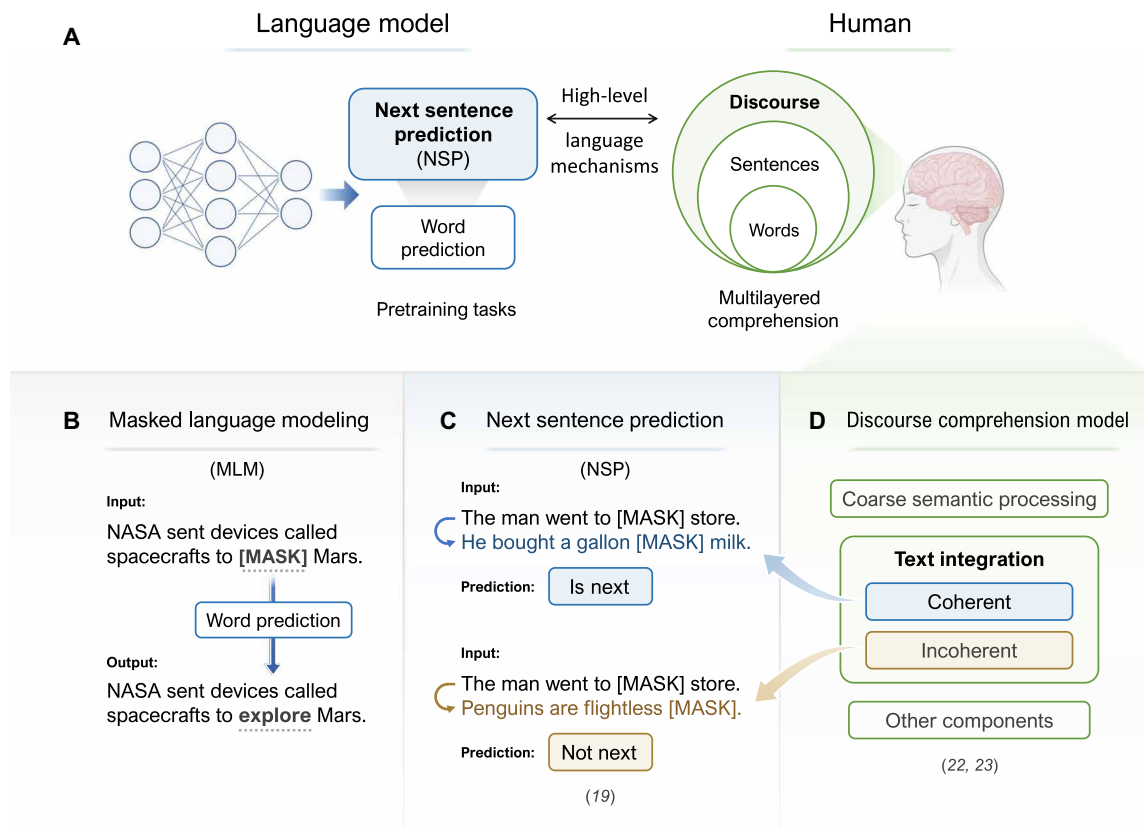 A
Language model
Human
Next sentence
prediction
(NSP)
Word
prediction
Pretraining tasks
High-level
language
mechanisms
Discourse
Sentences
Words
Multilayered
comprehension
B
Masked language modeling
(MLM)
Input:
NASA sent devices called
spacecrafts to [MASK] Mars.
Word prediction
Output:
NASA sent devices called
spacecrafts to explore Mars.
C
Next sentence prediction
(NSP)
Input:
The man went to [MASK] store.
He bought a gallon [MASK] milk.
Prediction:
Is next
Input:
The man went to [MASK] store.
Penguins are flightless [MASK].
Prediction:
Not next
(19)
D
Discourse comprehension model
Coarse semantic processing
Text integration
Coherent
Incoherent
Other components
(22, 23)